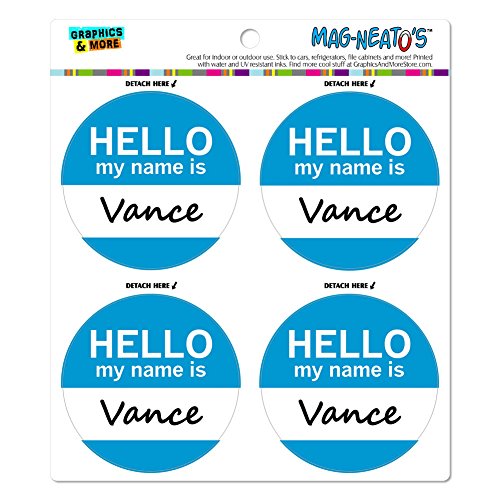 GRAPHICS
& MORE
MAG-NEATO'S™
Great for indoor or outdoor use. Stick to cars, refrigerators, file cabinets and more! Printed
with water and UV resistant inks. Find more cool stuff at GraphicsAndMoreStore.com.
DETACH HERE
DETACH HERE
HELLO
my name is
Vance
HELLO
my name is
Vance
DETACH HERE
DETACH HERE
HELLO
my name is
Vance
HELLO
my name is
Vance